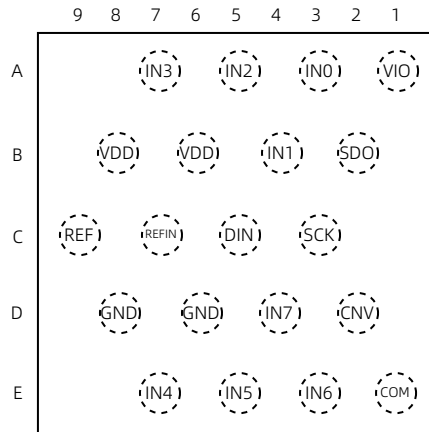 9 8 7 6 5 4 3 2 1
A IN3 IN2 IN0 VIO
B VDD VDD IN1 SDO
C REF REFIN DIN SCK
D GND GND IN7 CNV
E IN4 IN5 IN6 COM